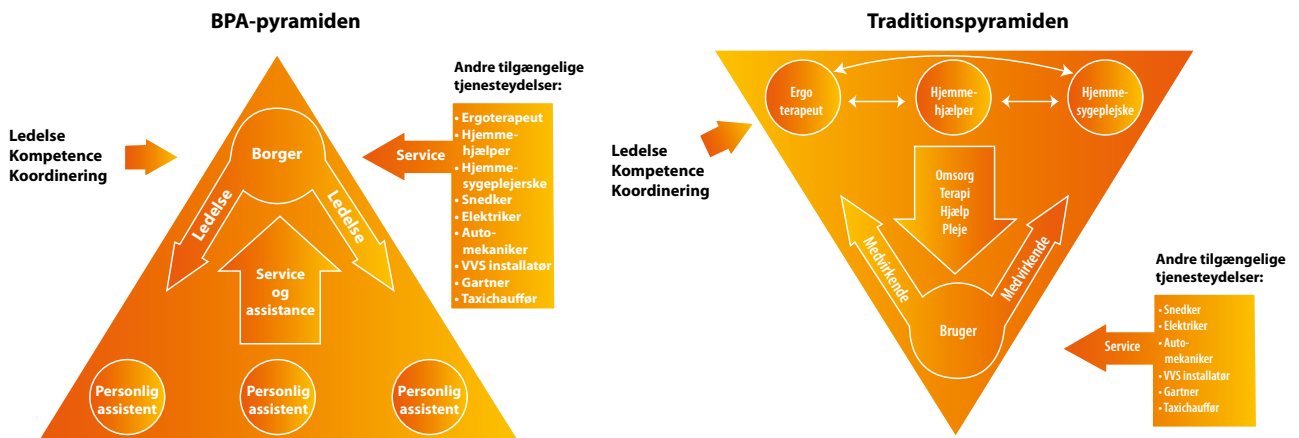 BPA-pyramiden
Andre tilgængelige
tjenesteydelser:
Ledelse
Kompetence
Koordinering
Borger
Service
• Ergoterapeut
• Hjemme-
hjælper
• Hjemme-
sygeplejerske
• Snedker
• Elektriker
• Auto-
mekaniker
• VVS installatør
• Gartner
• Taxichauffør
Ledelse
Ledelse
Service
og
assistance
Personlig
assistent
Personlig
assistent
Personlig
assistent
Traditionspyramiden
Ergo
terapeut
Hjemme-
hjælper
Hjemme-
sygeplejske
Ledelse
Kompetence
Koordinering
Omsorg
Terapi
Hjælp
Pleje
Medvirkende
Medvirkende
Bruger
Andre tilgængelige
tjenesteydelser:
Service
• Snedker
• Elektriker
• Auto-
mekaniker
• VVS installatør
• Gartner
• Taxichauffør